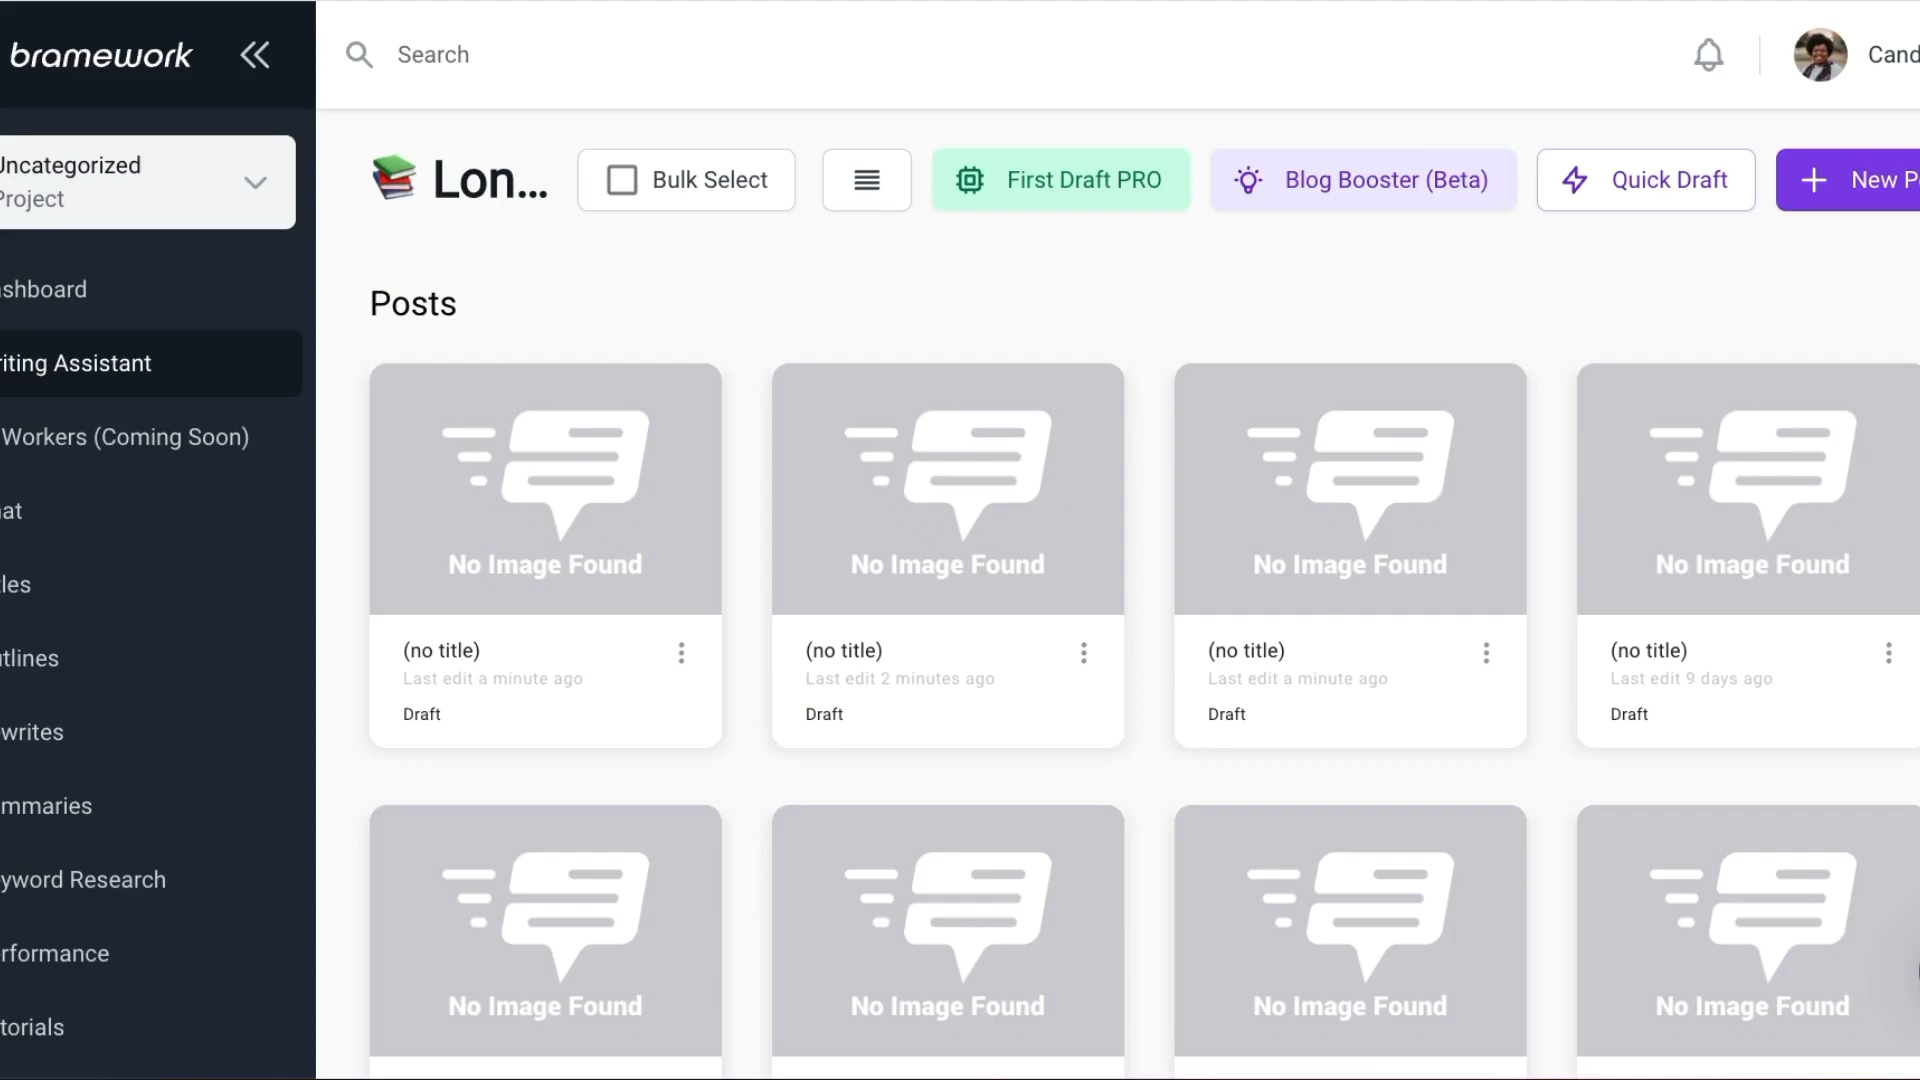 bramework
Search
Cand
Uncategorized
Project
Lon...
Bulk Select
First Draft PRO
Blog Booster (Beta)
Quick Draft
New P
shboard
riting Assistant
Workers (Coming Soon)
at
les
tlines
writes
mmaries
yword Research
rformance
torials
Posts
No Image Found
No Image Found
No Image Found
No Image Found
(no title)
Last edit a minute ago
Draft
(no title)
Last edit 2 minutes ago
Draft
(no title)
Last edit a minute ago
Draft
(no title)
Last edit 9 days ago
Draft
No Image Found
No Image Found
No Image Found
No Image Found